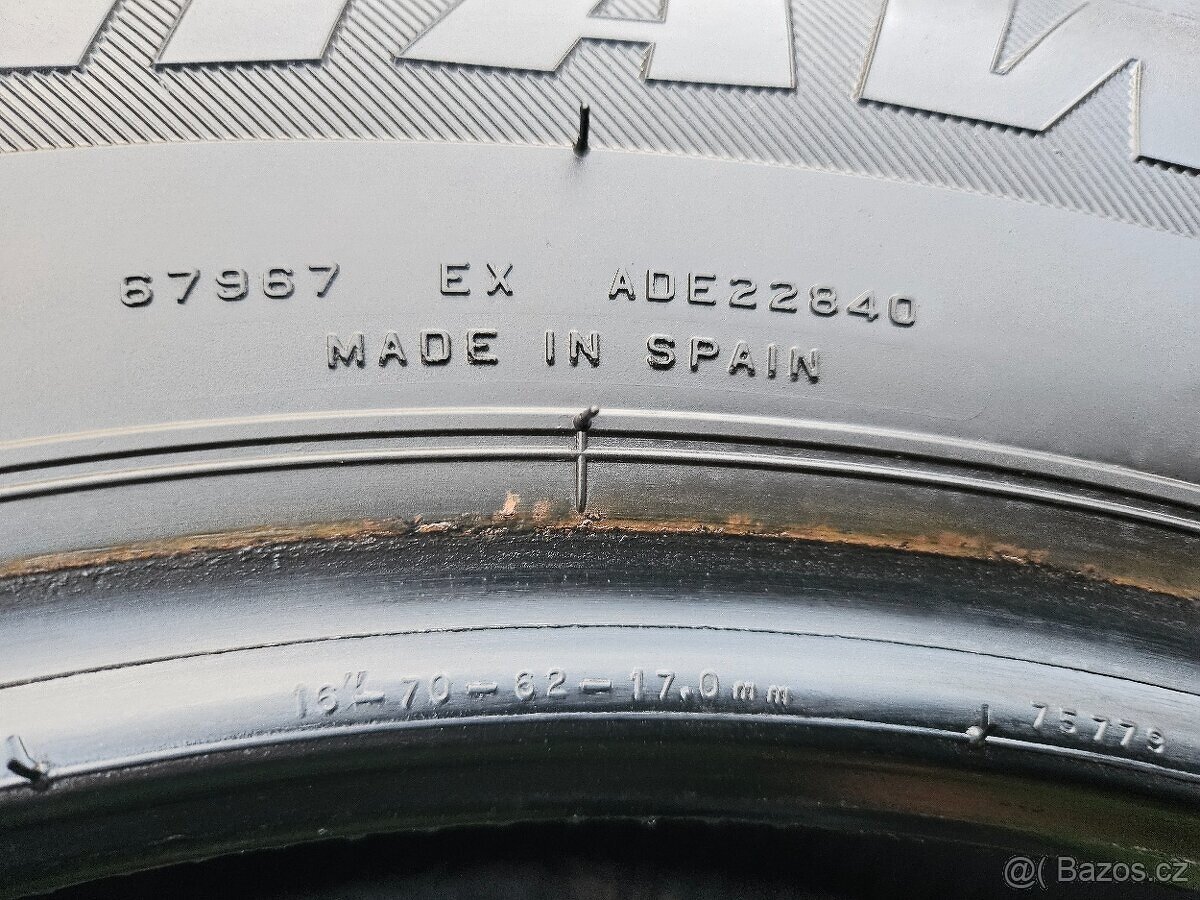 67967 EX ADE22840
MADE IN SPAIN
16"-70-62-17.0mm
75779
@( Bazos.cz